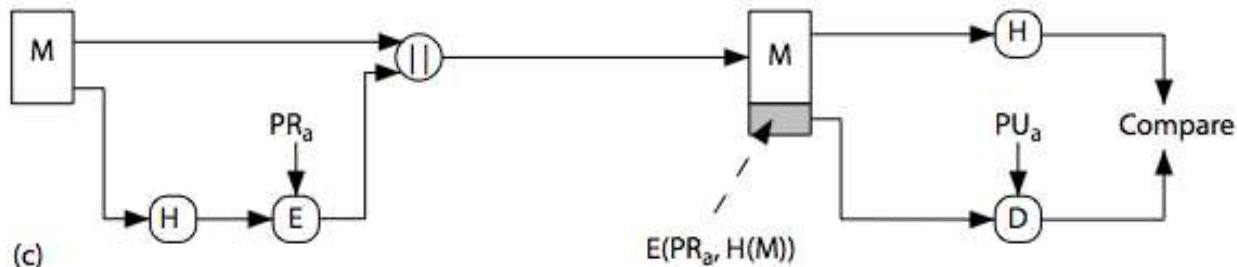 M
||
M
H
PRₐ
PUₐ
Compare
H
E
D
E(PRₐ, H(M))
(c)